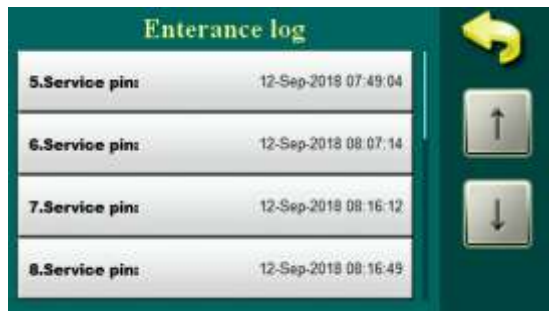 Enterance log
5.Service pin: 12-Sep-2018 07:49:04
6.Service pin: 12-Sep-2018 08:07:14
7.Service pin: 12-Sep-2018 08:16:12
8.Service pin: 12-Sep-2018 08:16:49